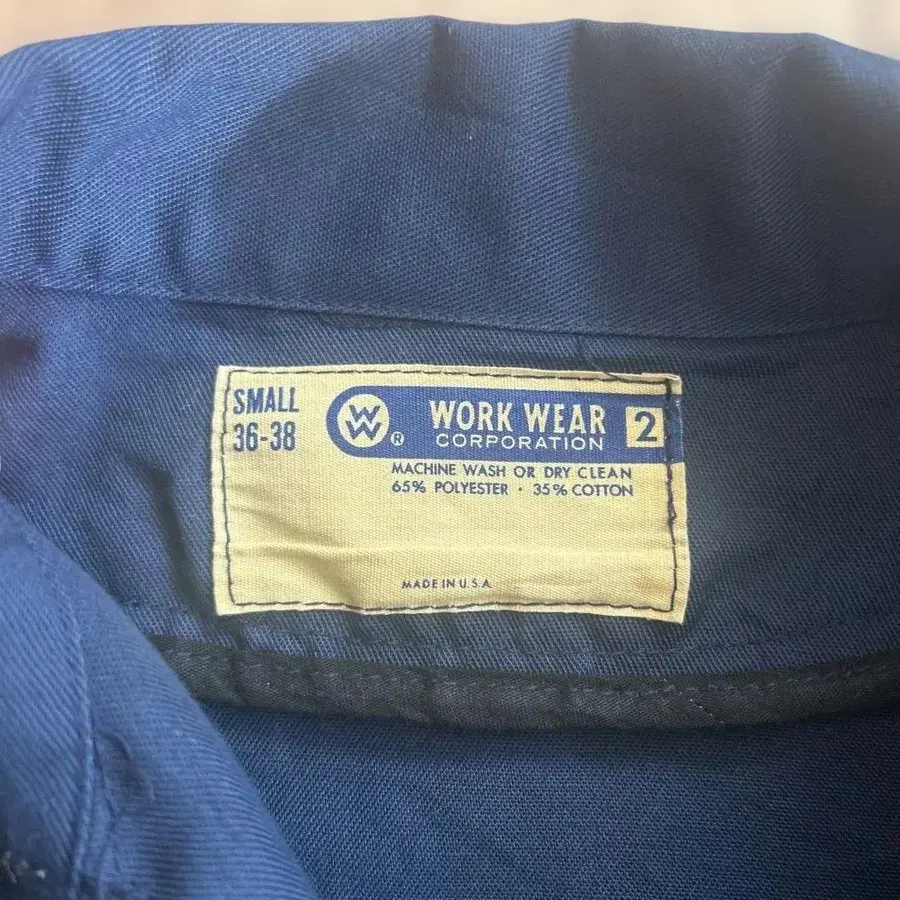 SMALL
36-38
WW®
WORK WEAR
CORPORATION
2
MACHINE WASH OR DRY CLEAN
65% POLYESTER · 35% COTTON
MADE IN U.S.A.